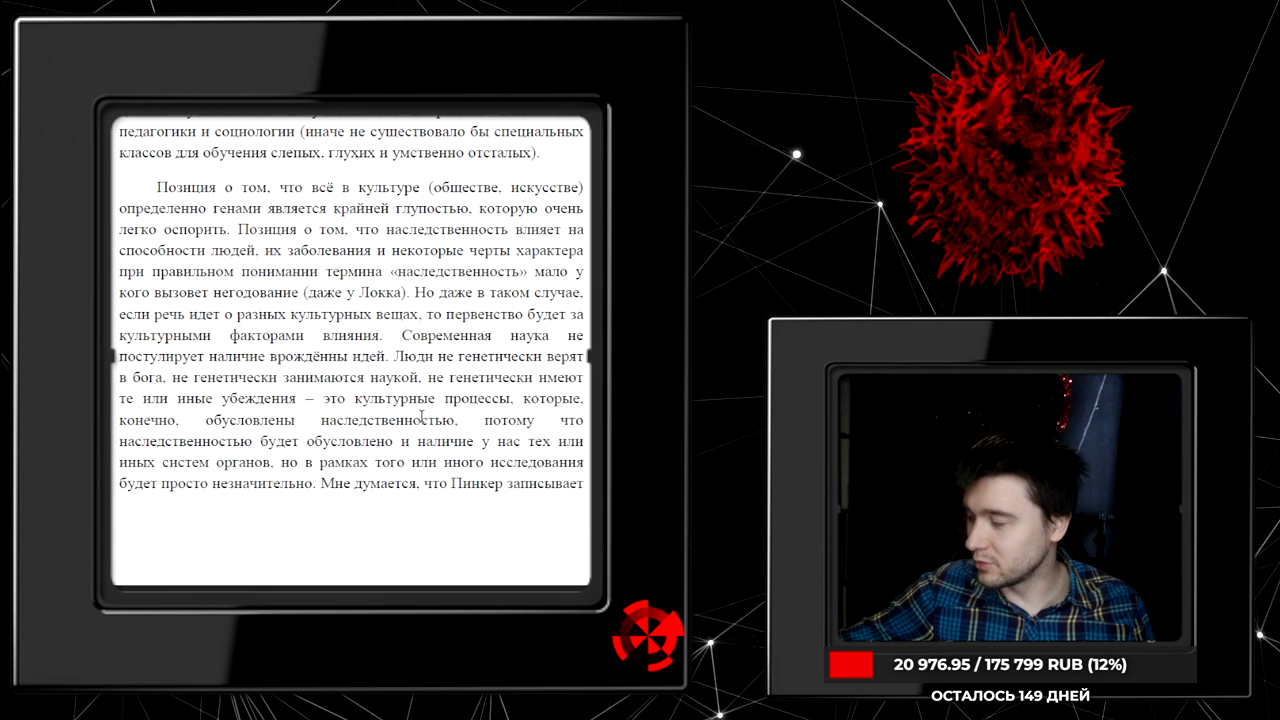 педагогики и социологии (иначе не существовало бы специальных
классов для обучения слепых, глухих и умственно отсталых).
Позиция о том, что всё в культуре (обществе, искусстве)
определенно генами является крайней глупостью, которую очень
легко оспорить. Позиция о том, что наследственность влияет на
способности людей, их заболевания и некоторые черты характера
при правильном понимании термина «наследственность» мало у
кого вызовет негодование (даже у Локка). Но даже в таком случае,
если речь идет о разных культурных вещах, то первенство будет за
культурными факторами влияния. Современная наука не
постулирует наличие врождённы идей. Люди не генетически верят
в бога, не генетически занимаются наукой, не генетически имеют
те или иные убеждения – это культурные процессы, которые,
конечно, обусловлены наследственностью, потому что
наследственностью будет обусловлено и наличие у нас тех или
иных систем органов, но в рамках того или иного исследования
будет просто незначительно. Мне думается, что Пинкер записывает
20 976.95 / 175 799 RUB (12%)
ОСТАЛОСЬ 149 ДНЕЙ